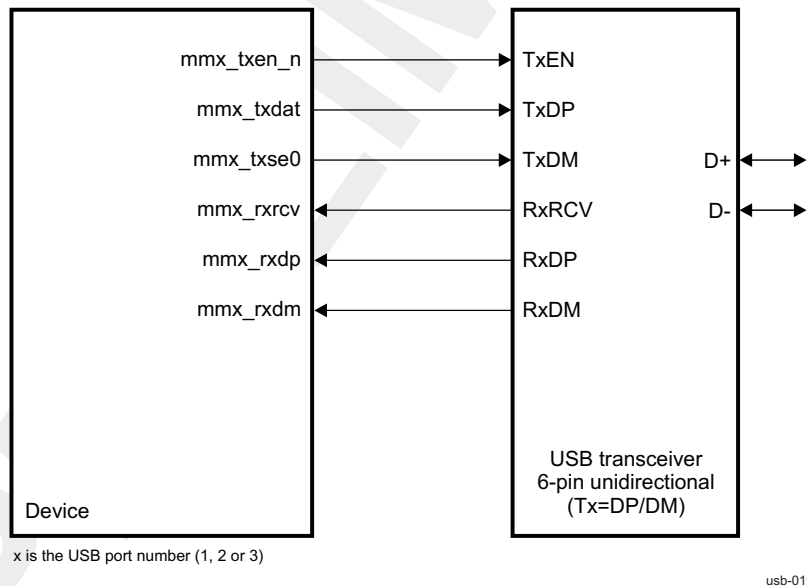 mmx_txen_n TxEN
mmx_txdat TxDP
mmx_txse0 TxDM D+
mmx_rxrcv RxRCV D-
mmx_rxdp RxDP
mmx_rxdm RxDM
USB transceiver
6-pin unidirectional
(Tx=DP/DM)
Device
x is the USB port number (1, 2 or 3)
usb-01